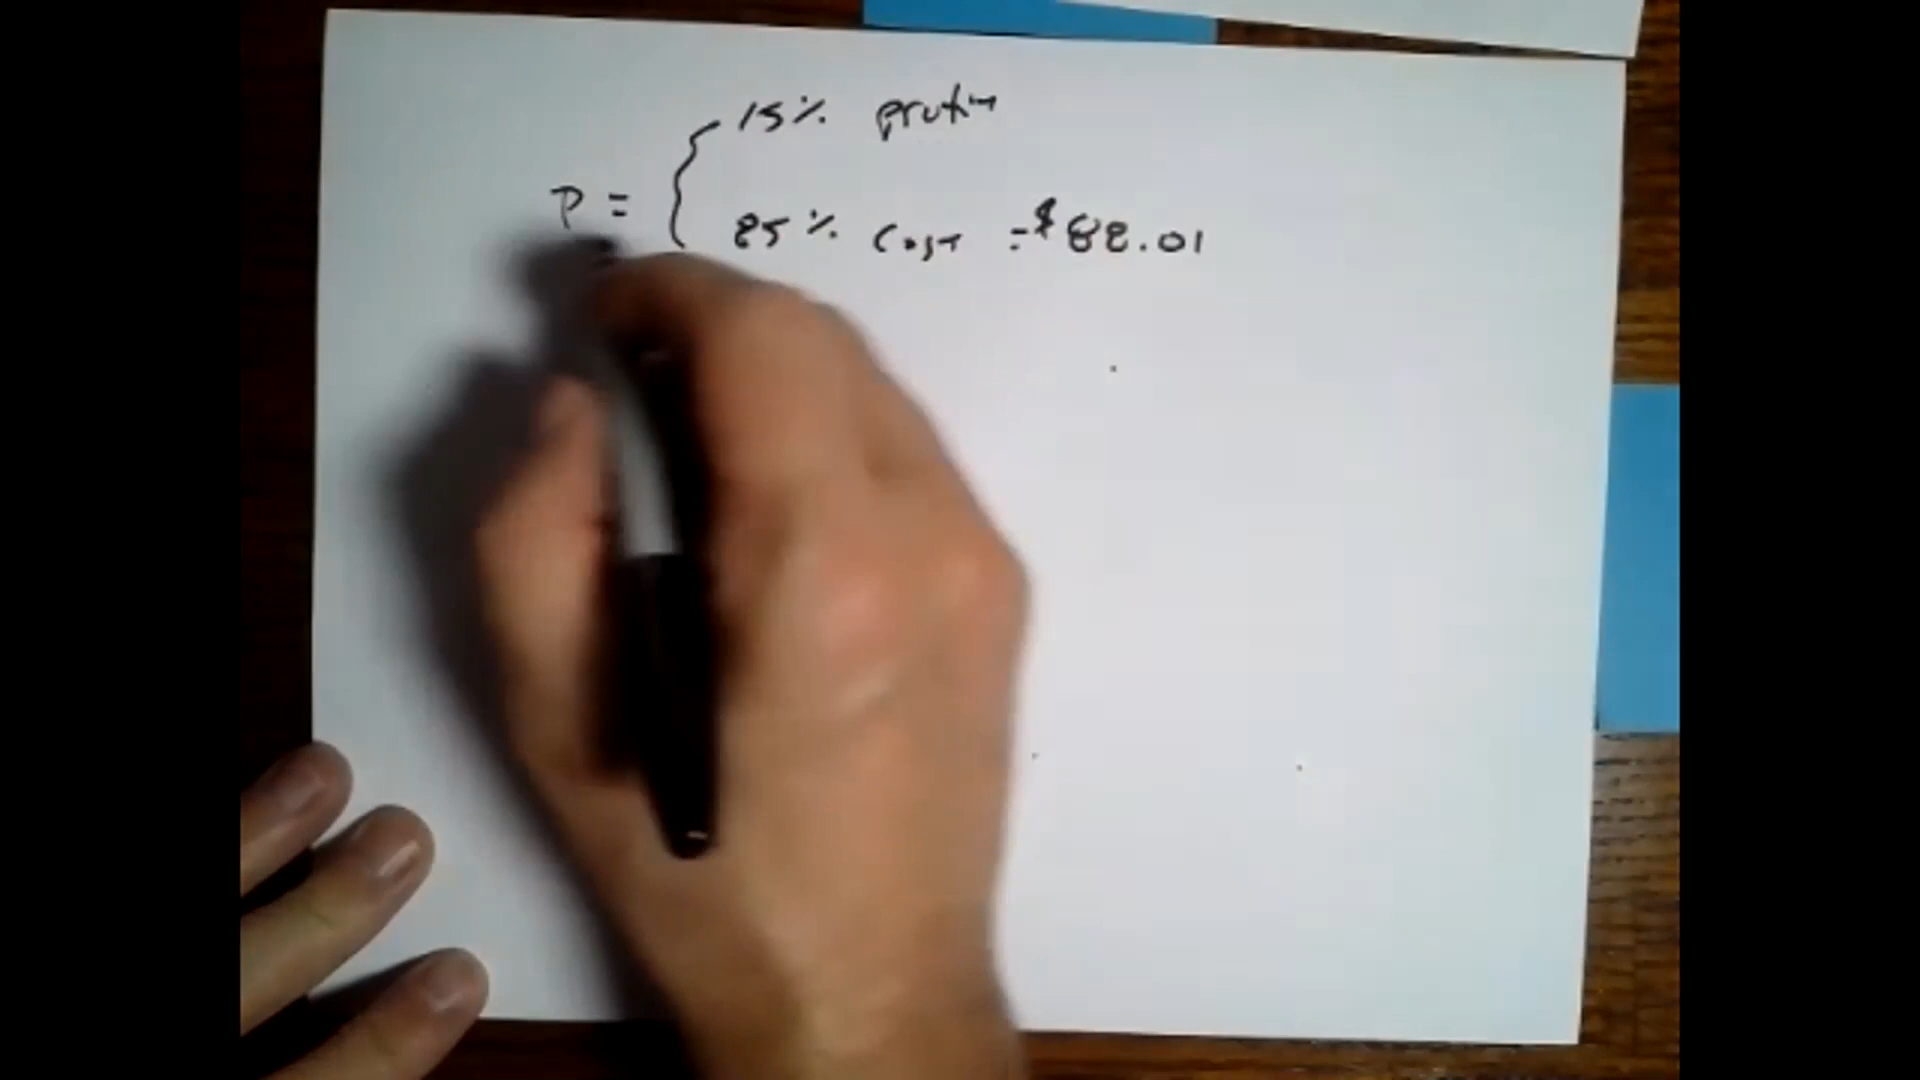 15% profit
P =
85% Cost = $88.01